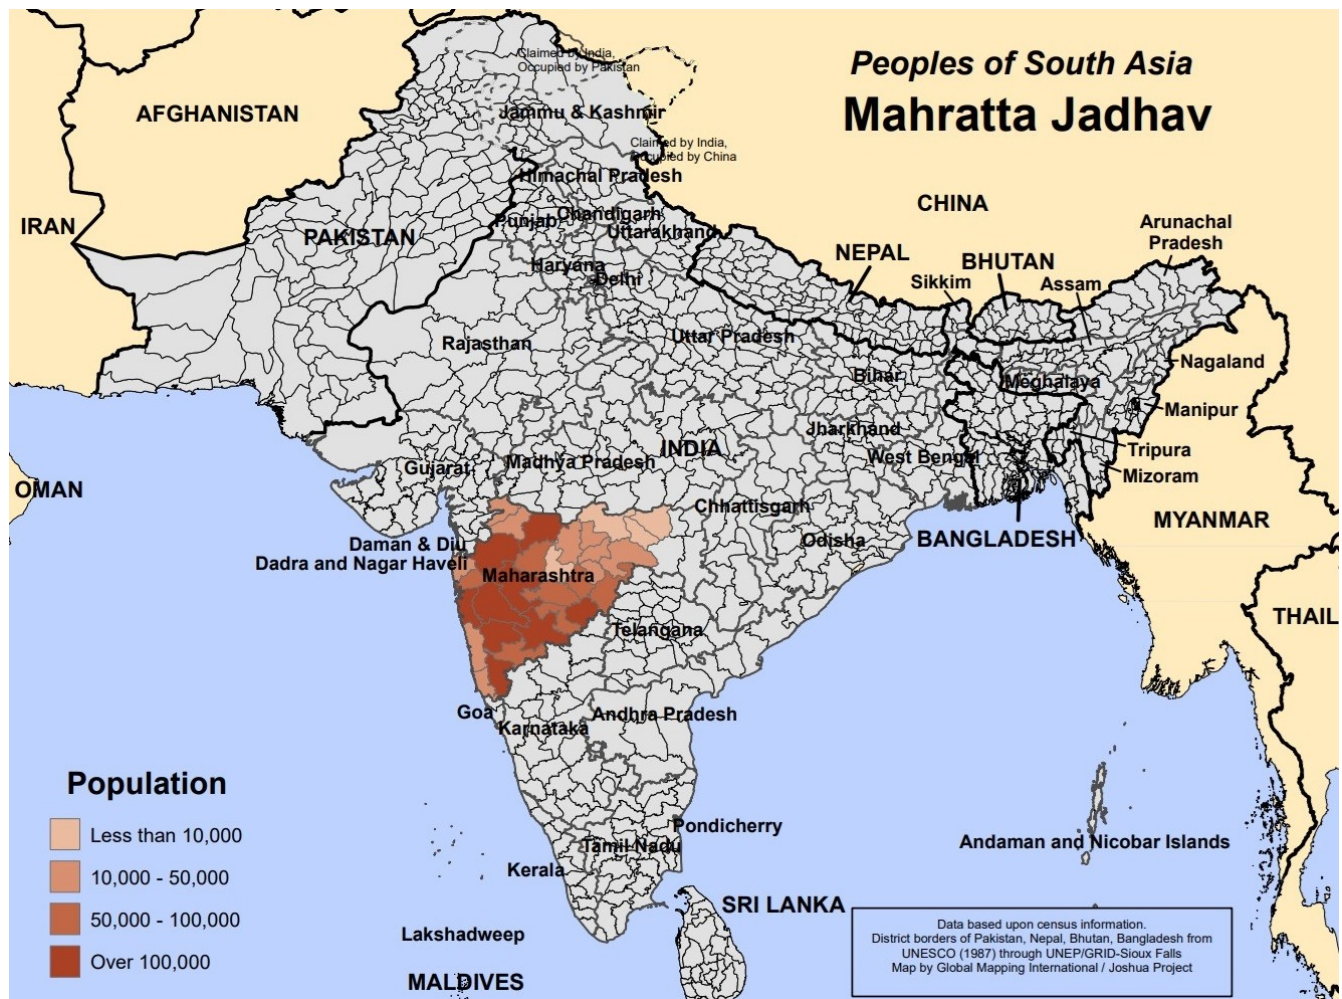 Peoples of South Asia
Mahratta Jadhav
Claimed by India,
Occupied by Pakistan
AFGHANISTAN
Jammu & Kashmir
Claimed by India,
Occupied by China
Himachal Pradesh
CHINA
IRAN
PAKISTAN
Punjab
Chandigarh
Uttarakhand
Arunachal
Pradesh
NEPAL
BHUTAN
Haryana
Delhi
Sikkim
Assam
Rajasthan
Uttar Pradesh
Bihar
Meghalaya
Nagaland
Manipur
Jharkhand
INDIA
West Bengal
Tripura
Mizoram
Gujarat
Madhya Pradesh
OMAN
Chhattisgarh
MYANMAR
BANGLADESH
Odisha
Daman & Diu
Dadra and Nagar Haveli
Maharashtra
THAIL
Telangana
Goa
Karnataka
Andhra Pradesh
Population
Less than 10,000
10,000 - 50,000
50,000 - 100,000
Over 100,000
Pondicherry
Tamil Nadu
Kerala
Andaman and Nicobar Islands
SRI LANKA
Lakshadweep
MALDIVES
Data based upon census information.
District borders of Pakistan, Nepal, Bhutan, Bangladesh from
UNESCO (1987) through UNEP/GRID-Sioux Falls
Map by Global Mapping International / Joshua Project